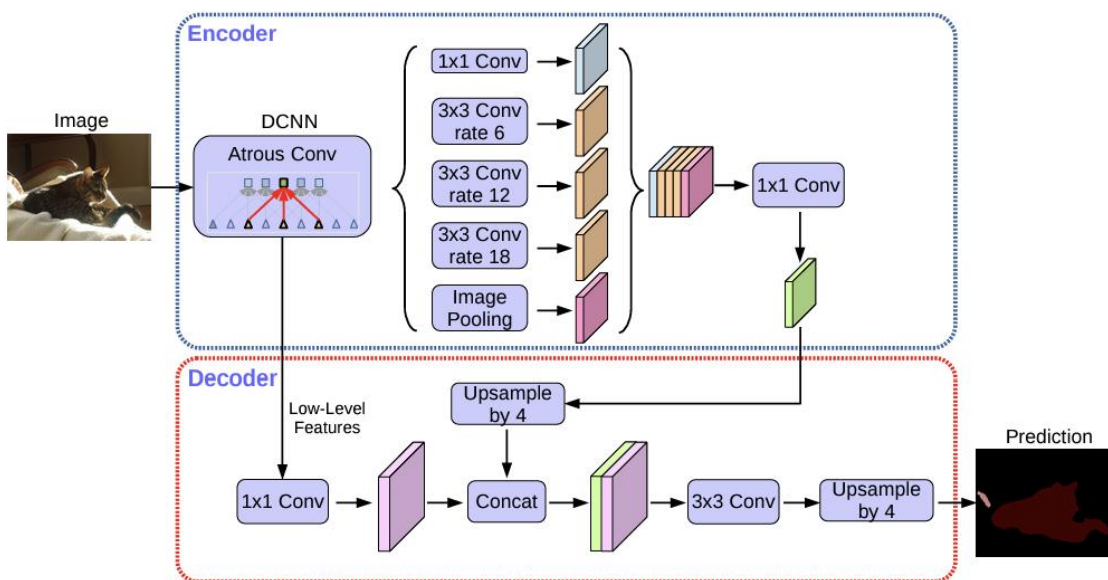 Encoder
Image
DCNN
Atrous Conv
1x1 Conv
3x3 Conv
rate 6
3x3 Conv
rate 12
3x3 Conv
rate 18
Image
Pooling
1x1 Conv
Decoder
Low-Level
Features
Upsample
by 4
1x1 Conv
Concat
3x3 Conv
Upsample
by 4
Prediction